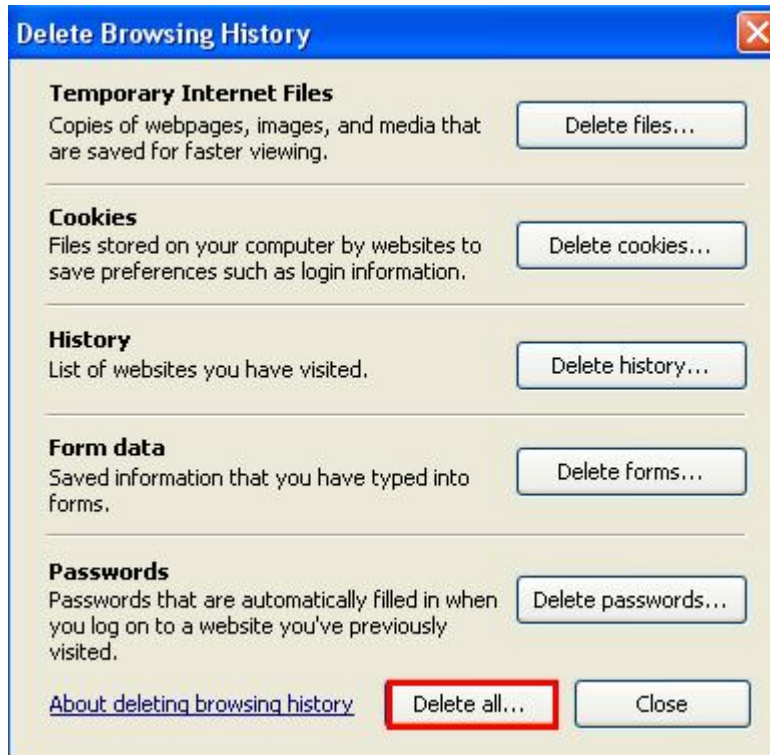 Delete Browsing History
Temporary Internet Files
Copies of webpages, images, and media that
are saved for faster viewing.
Delete files...
Cookies
Files stored on your computer by websites to
save preferences such as login information.
Delete cookies...
History
List of websites you have visited.
Delete history...
Form data
Saved information that you have typed into
forms.
Delete forms...
Passwords
Passwords that are automatically filled in when
you log on to a website you've previously
visited.
Delete passwords...
About deleting browsing history
Delete all...
Close